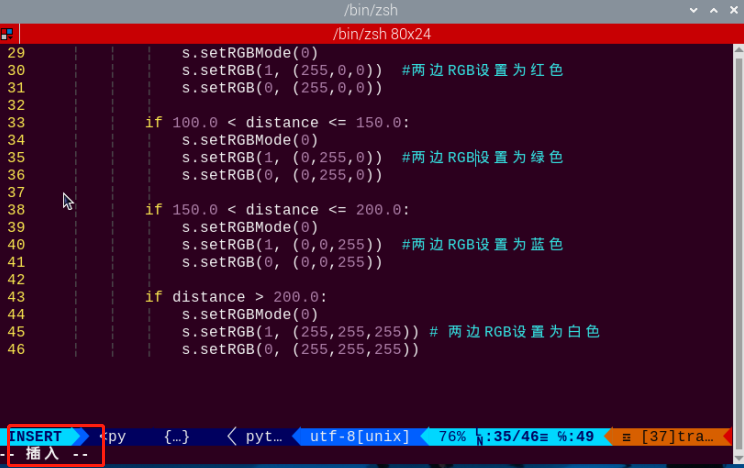 /bin/zsh
/bin/zsh 80x24
29 s.setRGBMode(0)
30 s.setRGB(1, (255,0,0)) #两边RGB设置为红色
31 s.setRGB(0, (255,0,0))
32
33 if 100.0 < distance <= 150.0:
34 s.setRGBMode(0)
35 s.setRGB(1, (0,255,0)) #两边RGB设置为绿色
36 s.setRGB(0, (0,255,0))
37
38 if 150.0 < distance <= 200.0:
39 s.setRGBMode(0)
40 s.setRGB(1, (0,0,255)) #两边RGB设置为蓝色
41 s.setRGB(0, (0,0,255))
42
43 if distance > 200.0:
44 s.setRGBMode(0)
45 s.setRGB(1, (255,255,255)) # 两边RGB设置为白色
46 s.setRGB(0, (255,255,255))
INSERT <py {…} pyt… utf-8[unix] 76% ␤:35/46≡ ℅:49 [37]tra…
-- 插入 --